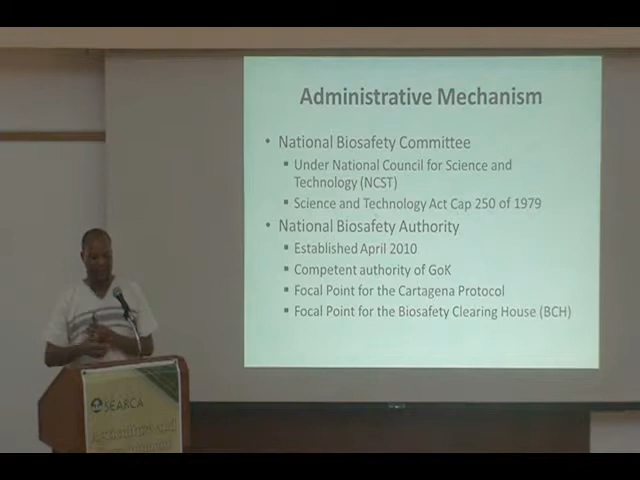 Administrative Mechanism
• National Biosafety Committee
▪ Under National Council for Science and
Technology (NCST)
▪ Science and Technology Act Cap 250 of 1979
• National Biosafety Authority
▪ Established April 2010
▪ Competent authority of GoK
▪ Focal Point for the Cartagena Protocol
▪ Focal Point for the Biosafety Clearing House (BCH)
SEARCA
Agriculture and